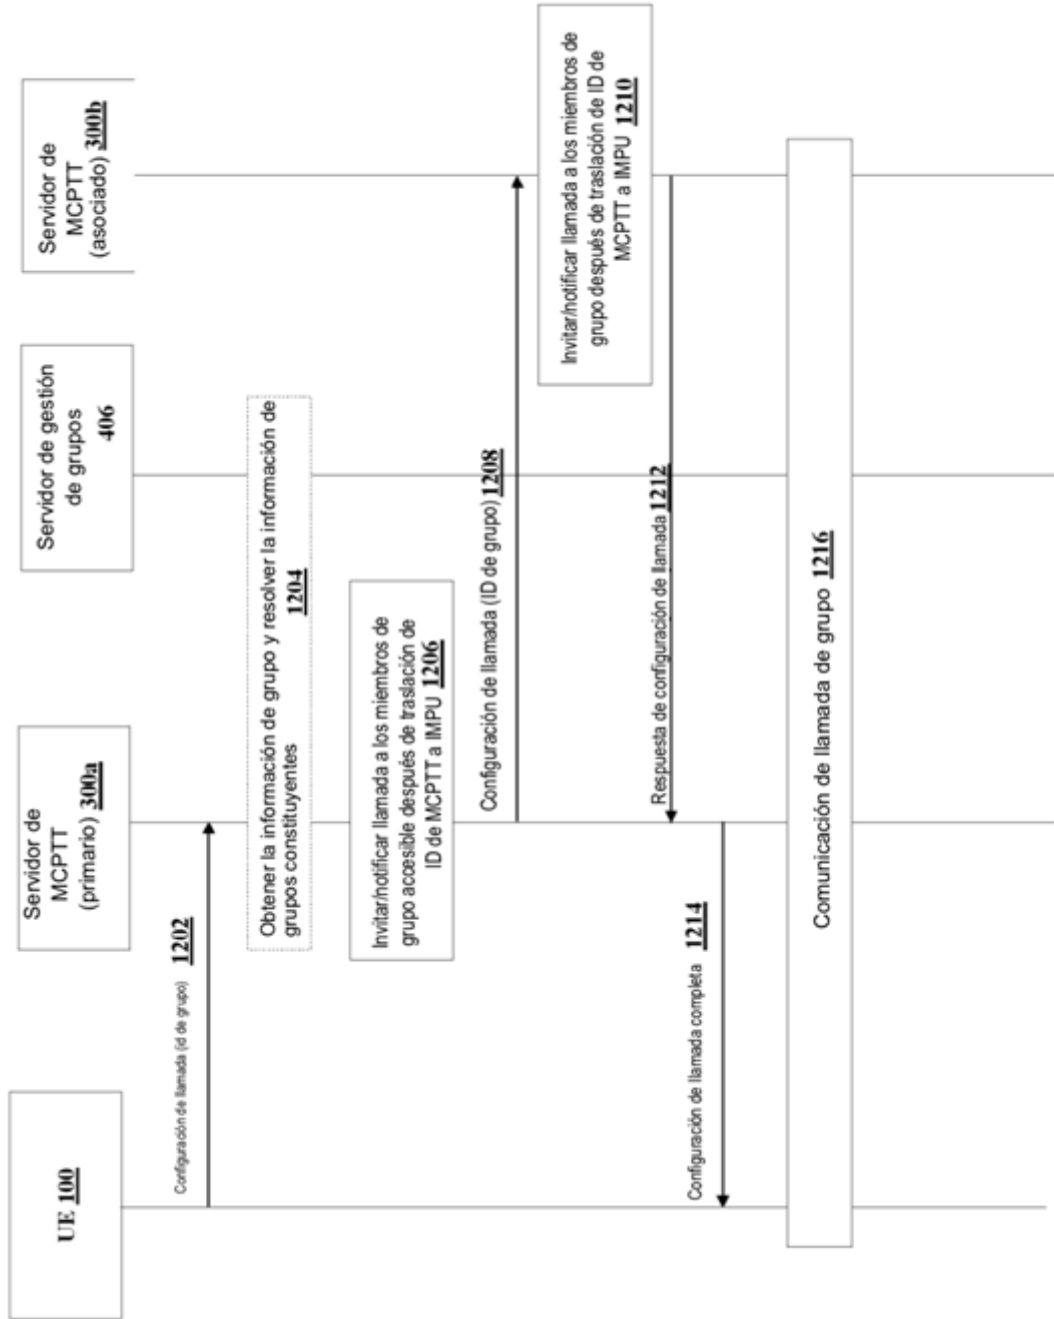 UE 100
Servidor de
MCPTT
(primario) 300a
Servidor de gestión
de grupos
406
Servidor de
MCPTT
(asociado) 300b
Configuración de llamada (id de grupo) 1202
Obtener la información de grupo y resolver la información de
grupos constituyentes 1204
Invitar/notificar llamada a los miembros de
grupo accesible después de traslación de
ID de MCPTT a IMPU 1206
Configuración de llamada (ID de grupo) 1208
Invitar/notificar llamada a los miembros de
grupo después de traslación de ID de
MCPTT a IMPU 1210
Respuesta de configuración de llamada 1212
Configuración de llamada completa 1214
Comunicación de llamada de grupo 1216